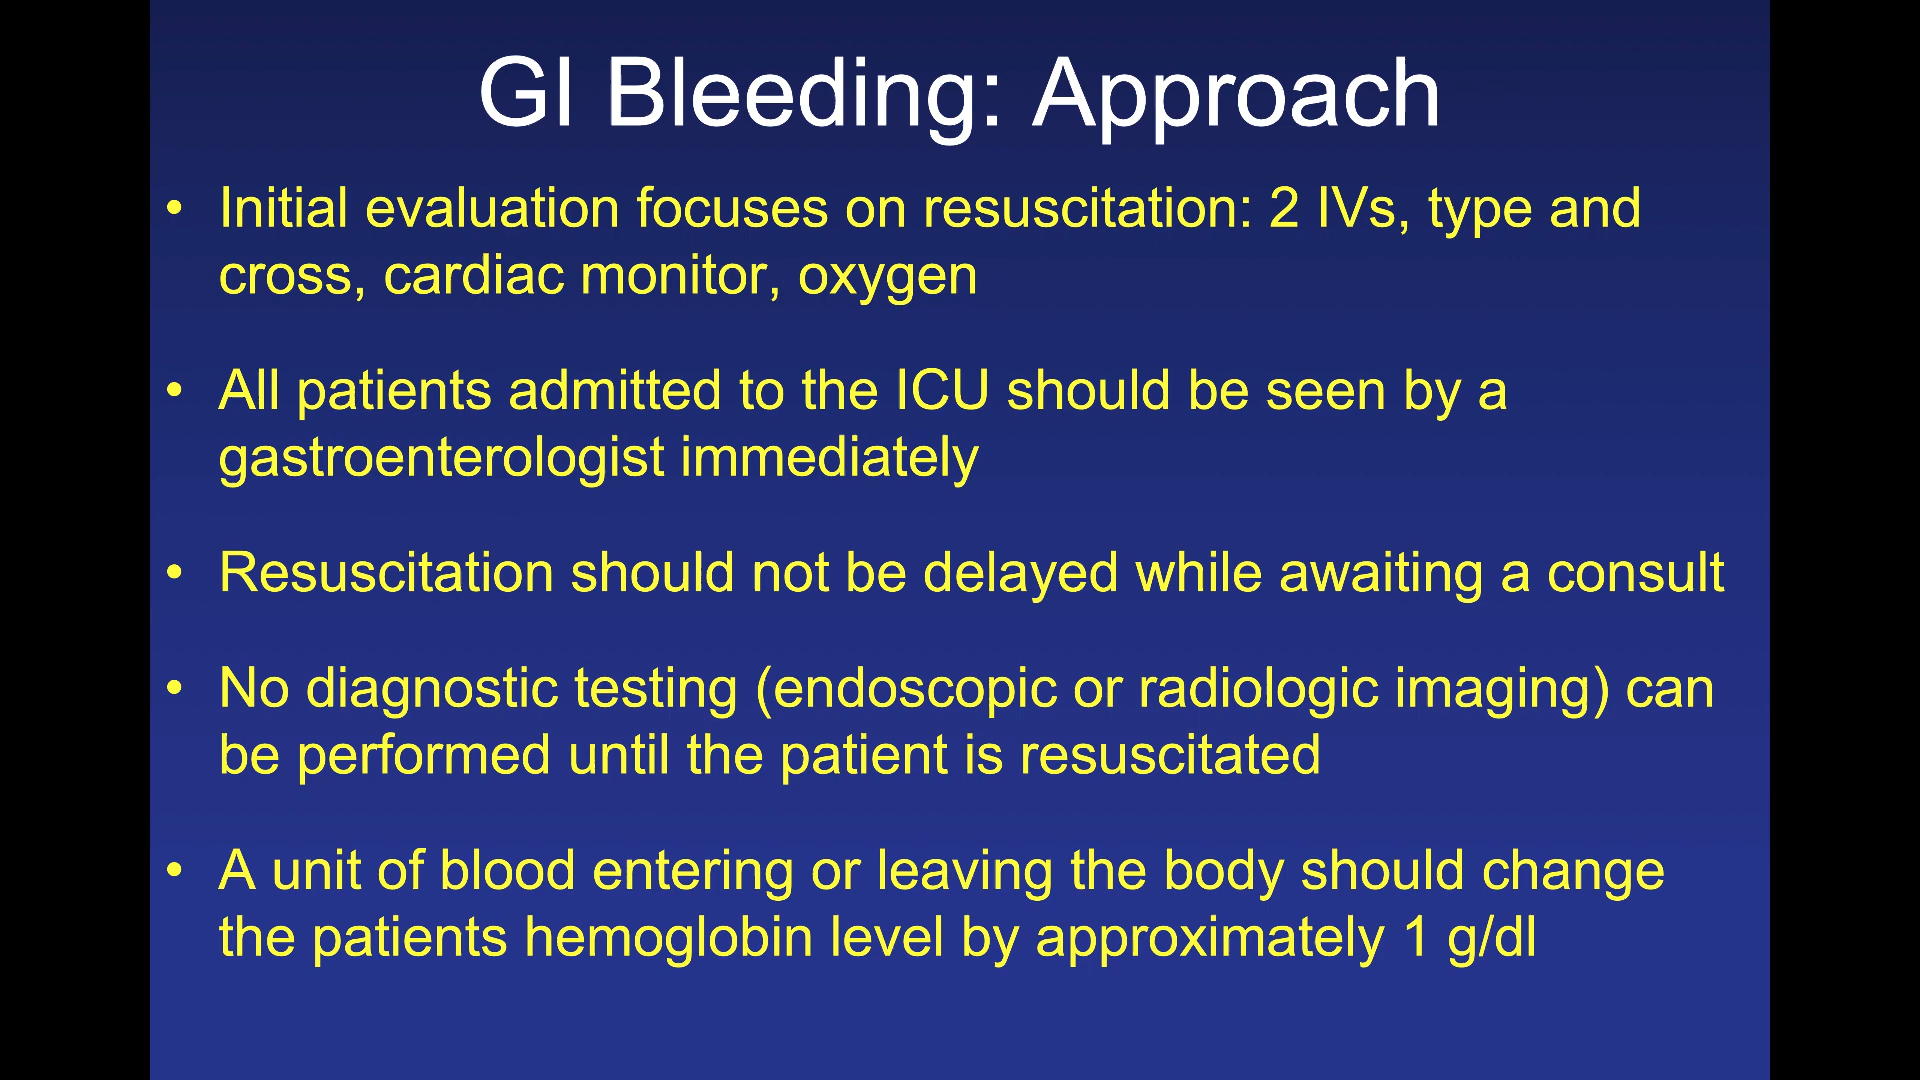 GI Bleeding: Approach
• Initial evaluation focuses on resuscitation: 2 IVs, type and
cross, cardiac monitor, oxygen
• All patients admitted to the ICU should be seen by a
gastroenterologist immediately
• Resuscitation should not be delayed while awaiting a consult
• No diagnostic testing (endoscopic or radiologic imaging) can
be performed until the patient is resuscitated
• A unit of blood entering or leaving the body should change
the patients hemoglobin level by approximately 1 g/dl